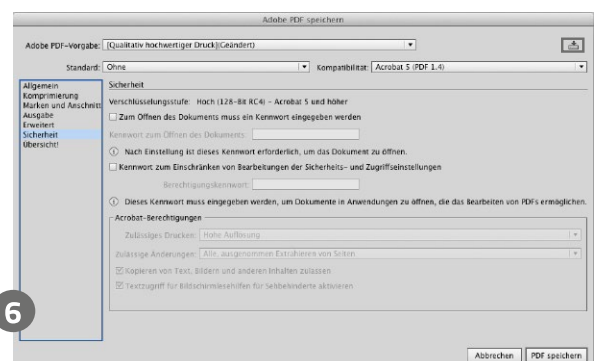 Adobe PDF speichern
Adobe PDF-Vorgabe: [Qualitativ hochwertiger Druck](Geändert)
Standard: Ohne Kompatibilität: Acrobat 5 (PDF 1.4)
Allgemein
Komprimierung
Marken und Anschnitt
Ausgabe
Erweitert
Sicherheit
Übersicht!
Sicherheit
Verschlüsselungsstufe: Hoch (128-Bit RC4) - Acrobat 5 und höher
Zum Öffnen des Dokuments muss ein Kennwort eingegeben werden
Kennwort zum Öffnen des Dokuments:
Nach Einstellung ist dieses Kennwort erforderlich, um das Dokument zu öffnen.
Kennwort zum Einschränken von Bearbeitungen der Sicherheits- und Zugriffseinstellungen
Berechtigungskennwort:
Dieses Kennwort muss eingegeben werden, um Dokumente in Anwendungen zu öffnen, die das Bearbeiten von PDFs ermöglichen.
Acrobat-Berechtigungen
Zulässiges Drucken: Hohe Auflösung
Zulässige Änderungen: Alle, ausgenommen Extrahieren von Seiten
Kopieren von Text, Bildern und anderen Inhalten zulassen
Textzugriff für Bildschirmlesehilfen für Sehbehinderte aktivieren
6
Abbrechen PDF speichern